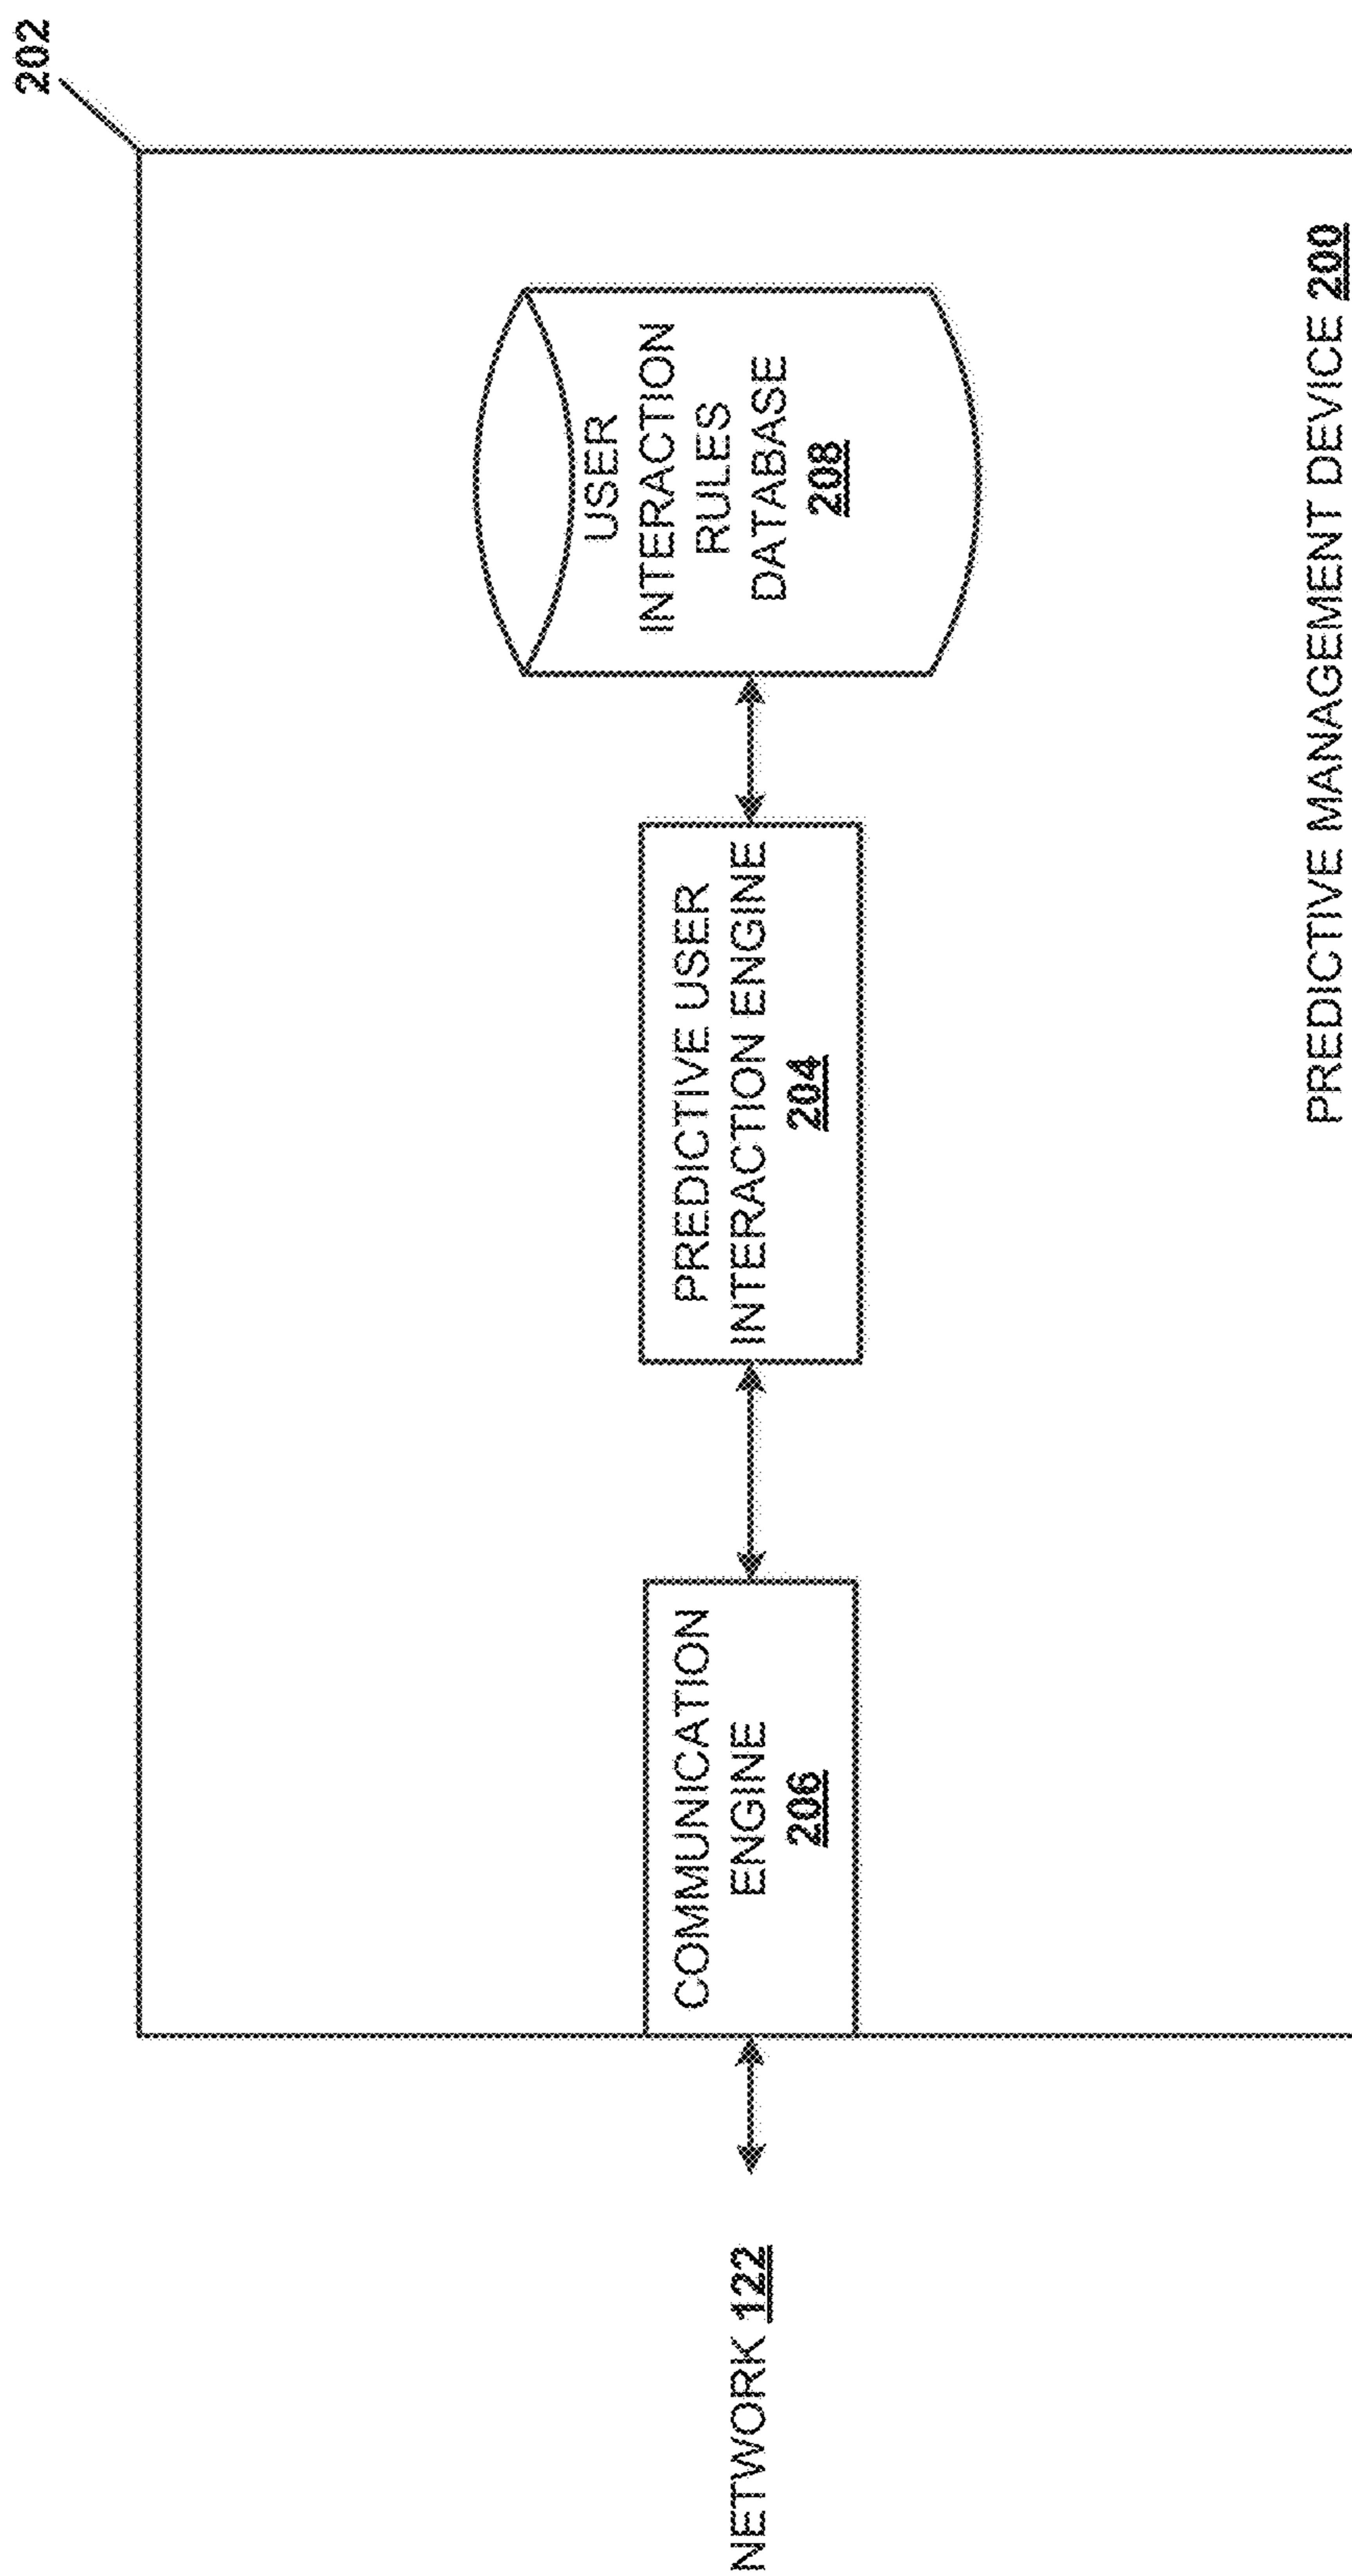 202
USER
INTERACTION
RULES
DATABASE
208
PREDICTIVE USER
INTERACTION ENGINE
204
COMMUNICATION
ENGINE
206
NETWORK 122
PREDICTIVE MANAGEMENT DEVICE 200